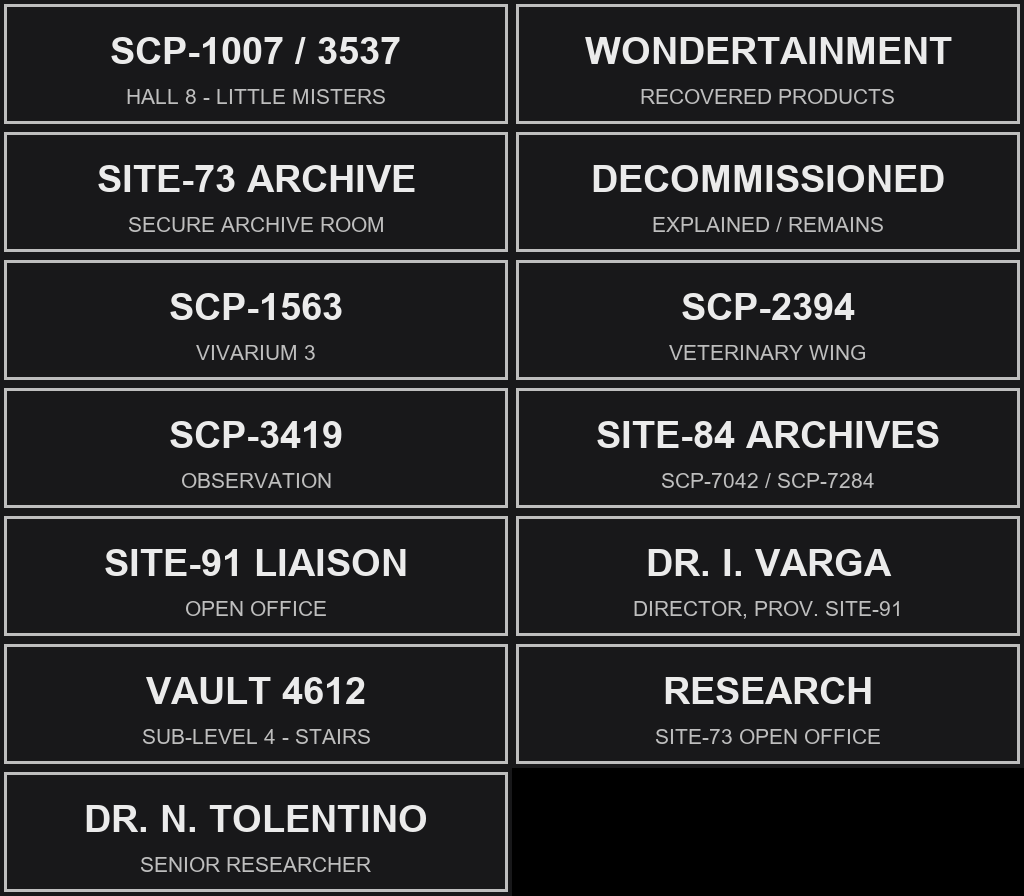 SCP-1007 / 3537
HALL 8 - LITTLE MISTERS
WONDERTAINMENT
RECOVERED PRODUCTS
SITE-73 ARCHIVE
SECURE ARCHIVE ROOM
DECOMMISSIONED
EXPLAINED / REMAINS
SCP-1563
VIVARIUM 3
SCP-2394
VETERINARY WING
SCP-3419
OBSERVATION
SITE-84 ARCHIVES
SCP-7042 / SCP-7284
SITE-91 LIAISON
OPEN OFFICE
DR. I. VARGA
DIRECTOR, PROV. SITE-91
VAULT 4612
SUB-LEVEL 4 - STAIRS
RESEARCH
SITE-73 OPEN OFFICE
DR. N. TOLENTINO
SENIOR RESEARCHER